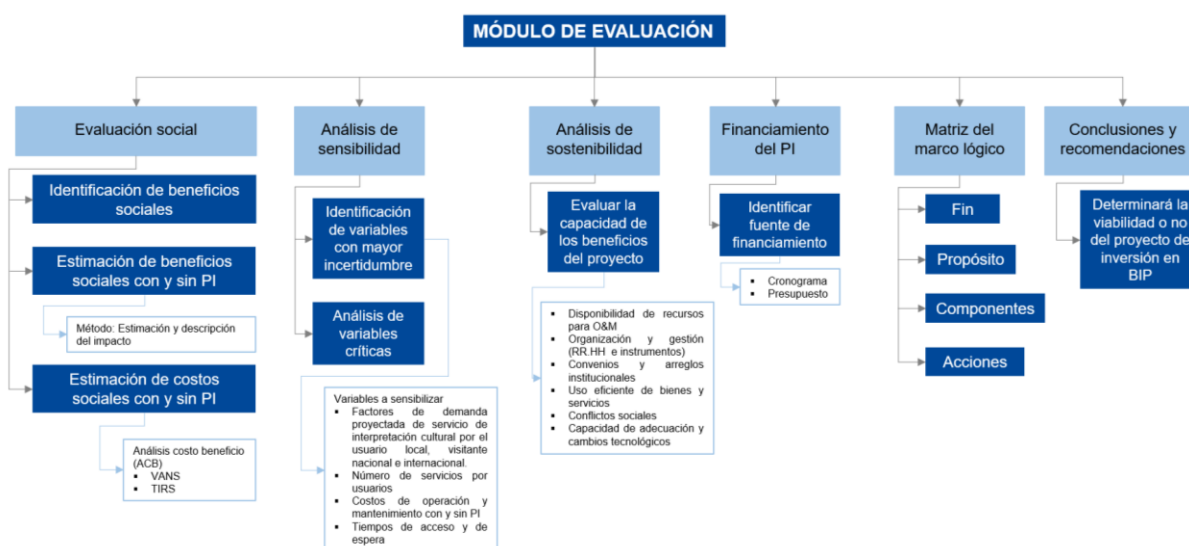 MÓDULO DE EVALUACIÓN
Evaluación social
Identificación de beneficios
sociales
Estimación de beneficios
sociales con y sin PI
Método: Estimación y descripción
del impacto
Estimación de costos
sociales con y sin PI
Análisis costo beneficio
(ACB)
▪ VANS
▪ TIRS
Análisis de
sensibilidad
Identificación
de variables
con mayor
incertidumbre
Análisis de
variables
críticas
Variables a sensibilizar
▪ Factores de demanda
proyectada de servicio de
interpretación cultural por el
usuario local, visitante
nacional e internacional.
▪ Número de servicios por
usuarios
▪ Costos de operación y
mantenimiento con y sin PI
▪ Tiempos de acceso y de
espera
Análisis de
sostenibilidad
Evaluar la
capacidad de
los beneficios
del proyecto
▪ Disponibilidad de recursos
para O&M
▪ Organización y gestión
(RR.HH e instrumentos)
▪ Convenios y arreglos
institucionales
▪ Uso eficiente de bienes y
servicios
▪ Conflictos sociales
▪ Capacidad de adecuación y
cambios tecnológicos
Financiamiento
del PI
Identificar
fuente de
financiamiento
▪ Cronograma
▪ Presupuesto
Matriz del
marco lógico
Fin
Propósito
Componentes
Acciones
Conclusiones y
recomendaciones
Determinará la
viabilidad o no
del proyecto de
inversión en
BIP